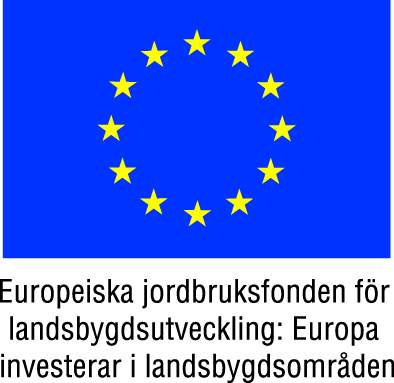 Europeiska jordbruksfonden för
landsbygdsutveckling: Europa
investerar i landsbygdsområden